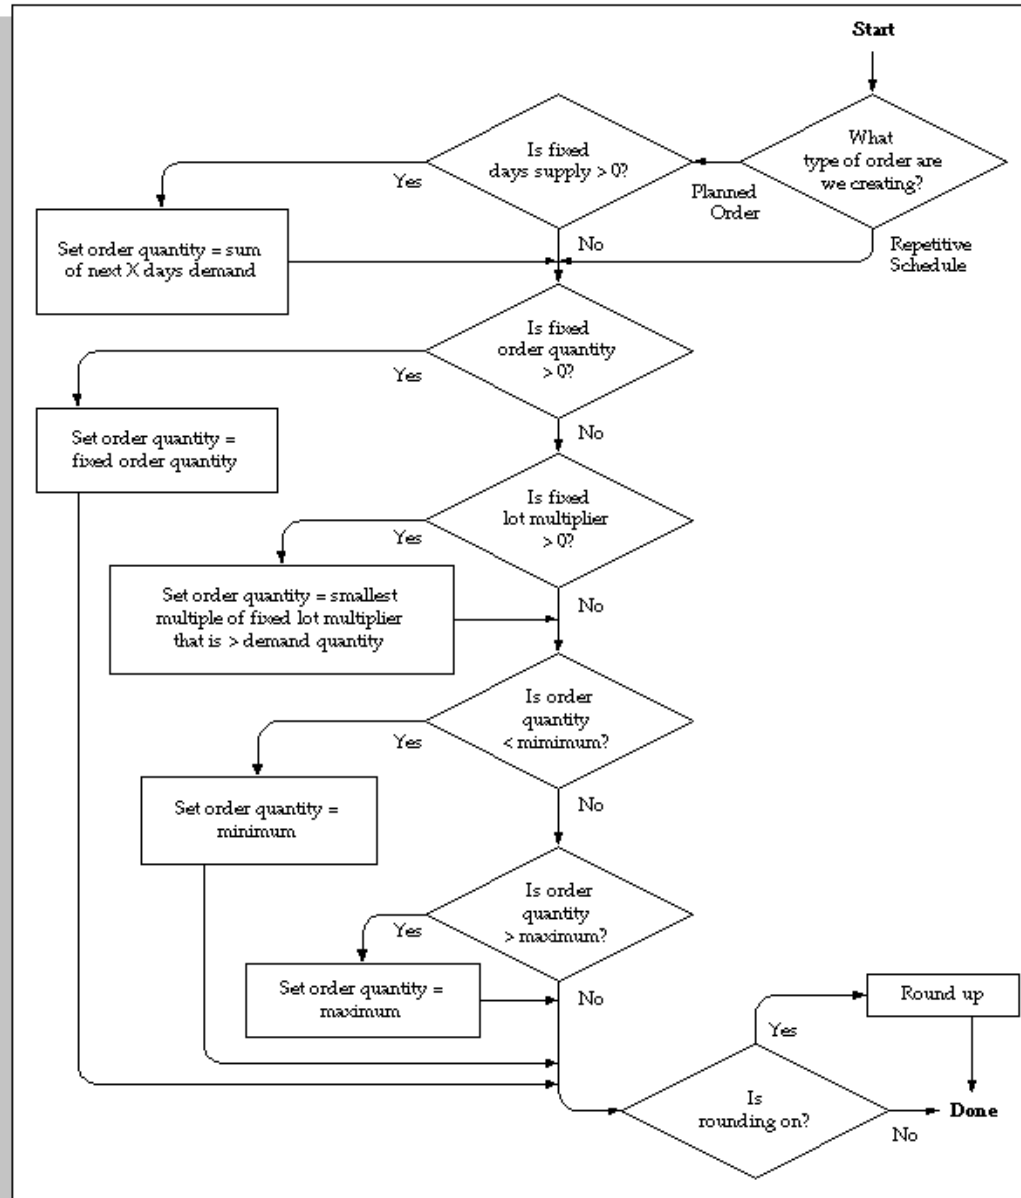 Start
What
type of order are
we creating?
Is fixed
days supply > 0?
Yes
Planned
Order
No
Repetitive
Schedule
Set order quantity = sum
of next X days demand
Is fixed
order quantity
> 0?
Yes
No
Set order quantity =
fixed order quantity
Is fixed
lot multiplier
> 0?
Yes
No
Set order quantity = smallest
multiple of fixed lot multiplier
that is > demand quantity
Is order
quantity
< mimimum?
Yes
No
Set order quantity =
minimum
Is order
quantity
> maximum?
Yes
No
Set order quantity =
maximum
Round up
Yes
Is
rounding on?
No
Done